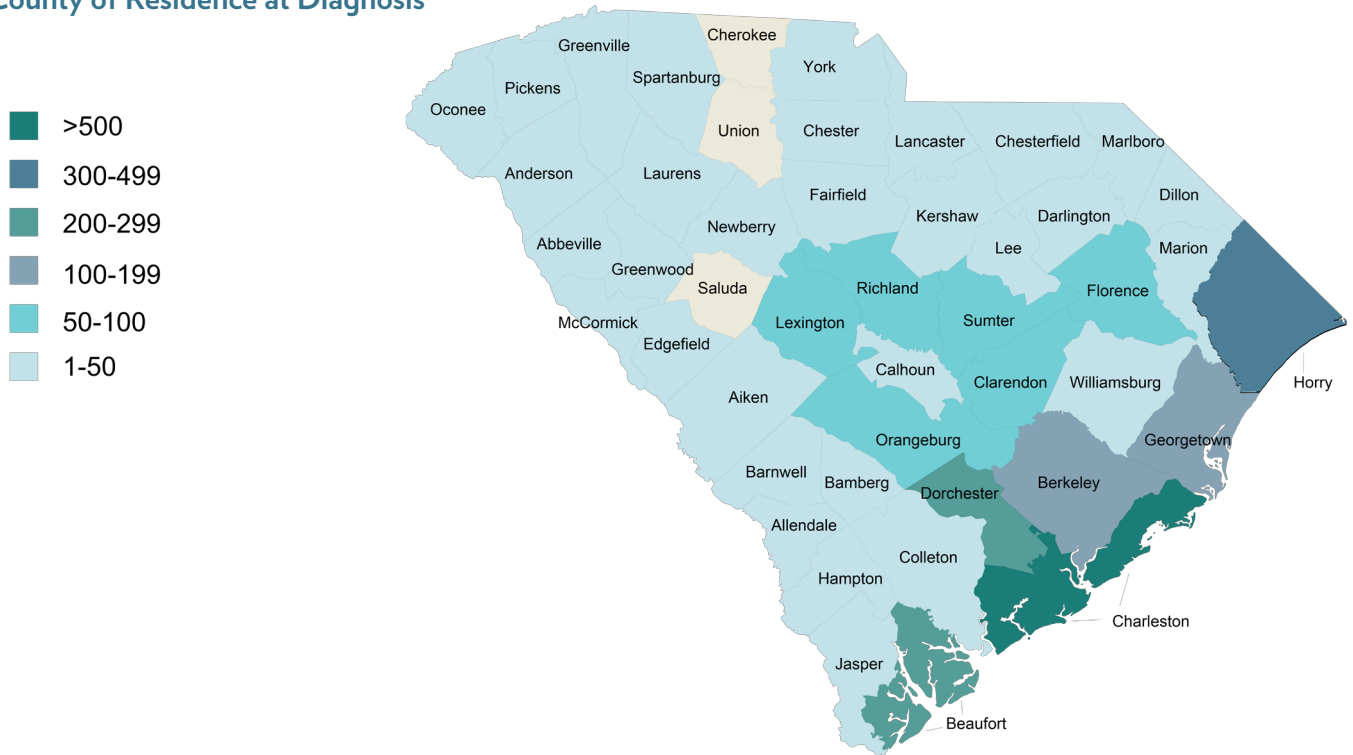 County of Residence at Diagnosis
>500
300-499
200-299
100-199
50-100
1-50
Cherokee
Greenville
York
Spartanburg
Pickens
Oconee
Union
Chester
Lancaster
Chesterfield
Marlboro
Anderson
Laurens
Fairfield
Dillon
Kershaw
Darlington
Newberry
Abbeville
Lee
Marion
Greenwood
Saluda
Richland
Florence
McCormick
Lexington
Sumter
Edgefield
Calhoun
Clarendon
Williamsburg
Horry
Aiken
Orangeburg
Georgetown
Barnwell
Bamberg
Berkeley
Dorchester
Allendale
Colleton
Hampton
Charleston
Jasper
Beaufort